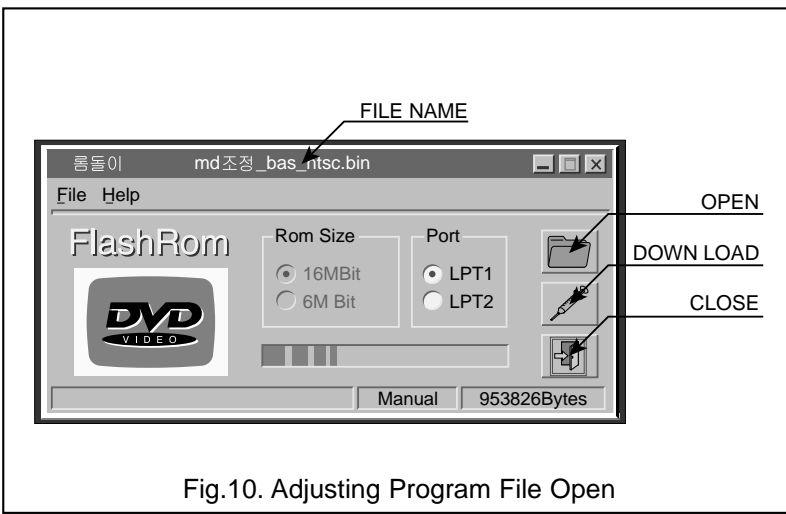 FILE NAME
롬돌이 md조정_bas_ntsc.bin
File Help
OPEN
FlashRom
Rom Size
Port
DOWN LOAD
16MBit
LPT1
6M Bit
LPT2
CLOSE
DVD
VIDEO
Manual
953826Bytes
Fig.10. Adjusting Program File Open